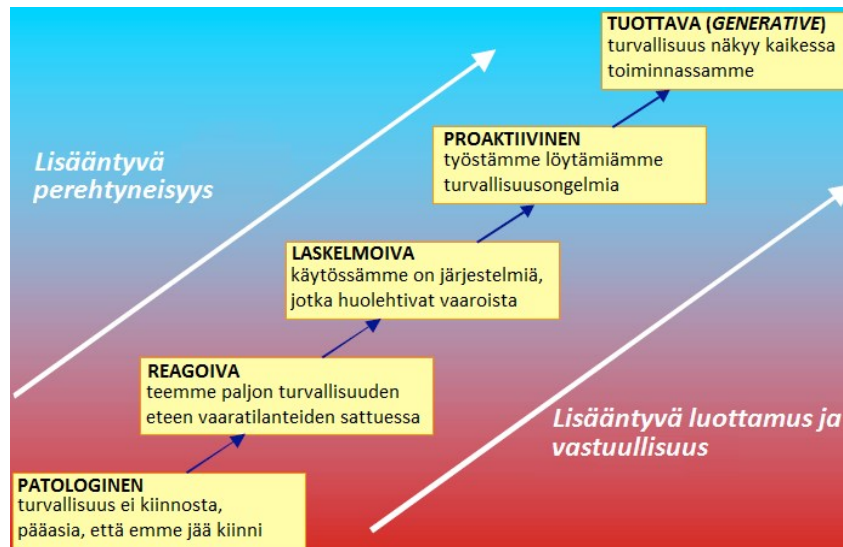 TUOTTAVA (GENERATIVE)
turvallisuus näkyy kaikessa
toiminnassamme
PROAKTIIVINEN
työstämme löytämiämme
turvallisuusongelmia
Lisääntyvä
perehtyneisyys
LASKELMOIVA
käytössämme on järjestelmiä,
jotka huolehtivat vaaroista
REAGOIVA
teemme paljon turvallisuuden
eteen vaaratilanteiden sattuessa
Lisääntyvä luottamus ja
vastuullisuus
PATOLOGINEN
turvallisuus ei kiinnosta,
pääasia, että emme jää kiinni